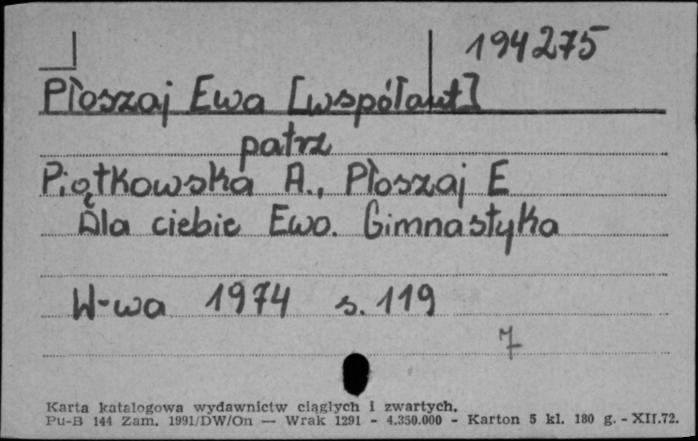 194275
Płoszaj Ewa [współaut]
patrz
Piątkowska A., Płoszaj E
Dla ciebie Ewo. Gimnastyka
W-wa 1974 s. 119
7
Karta katalogowa wydawnictw ciągłych i zwartych.
Pu-B 144 Zam. 1991/DW/On — Wrak 1291 - 4.350.000 - Karton 5 kl. 180 g. - XII.72.